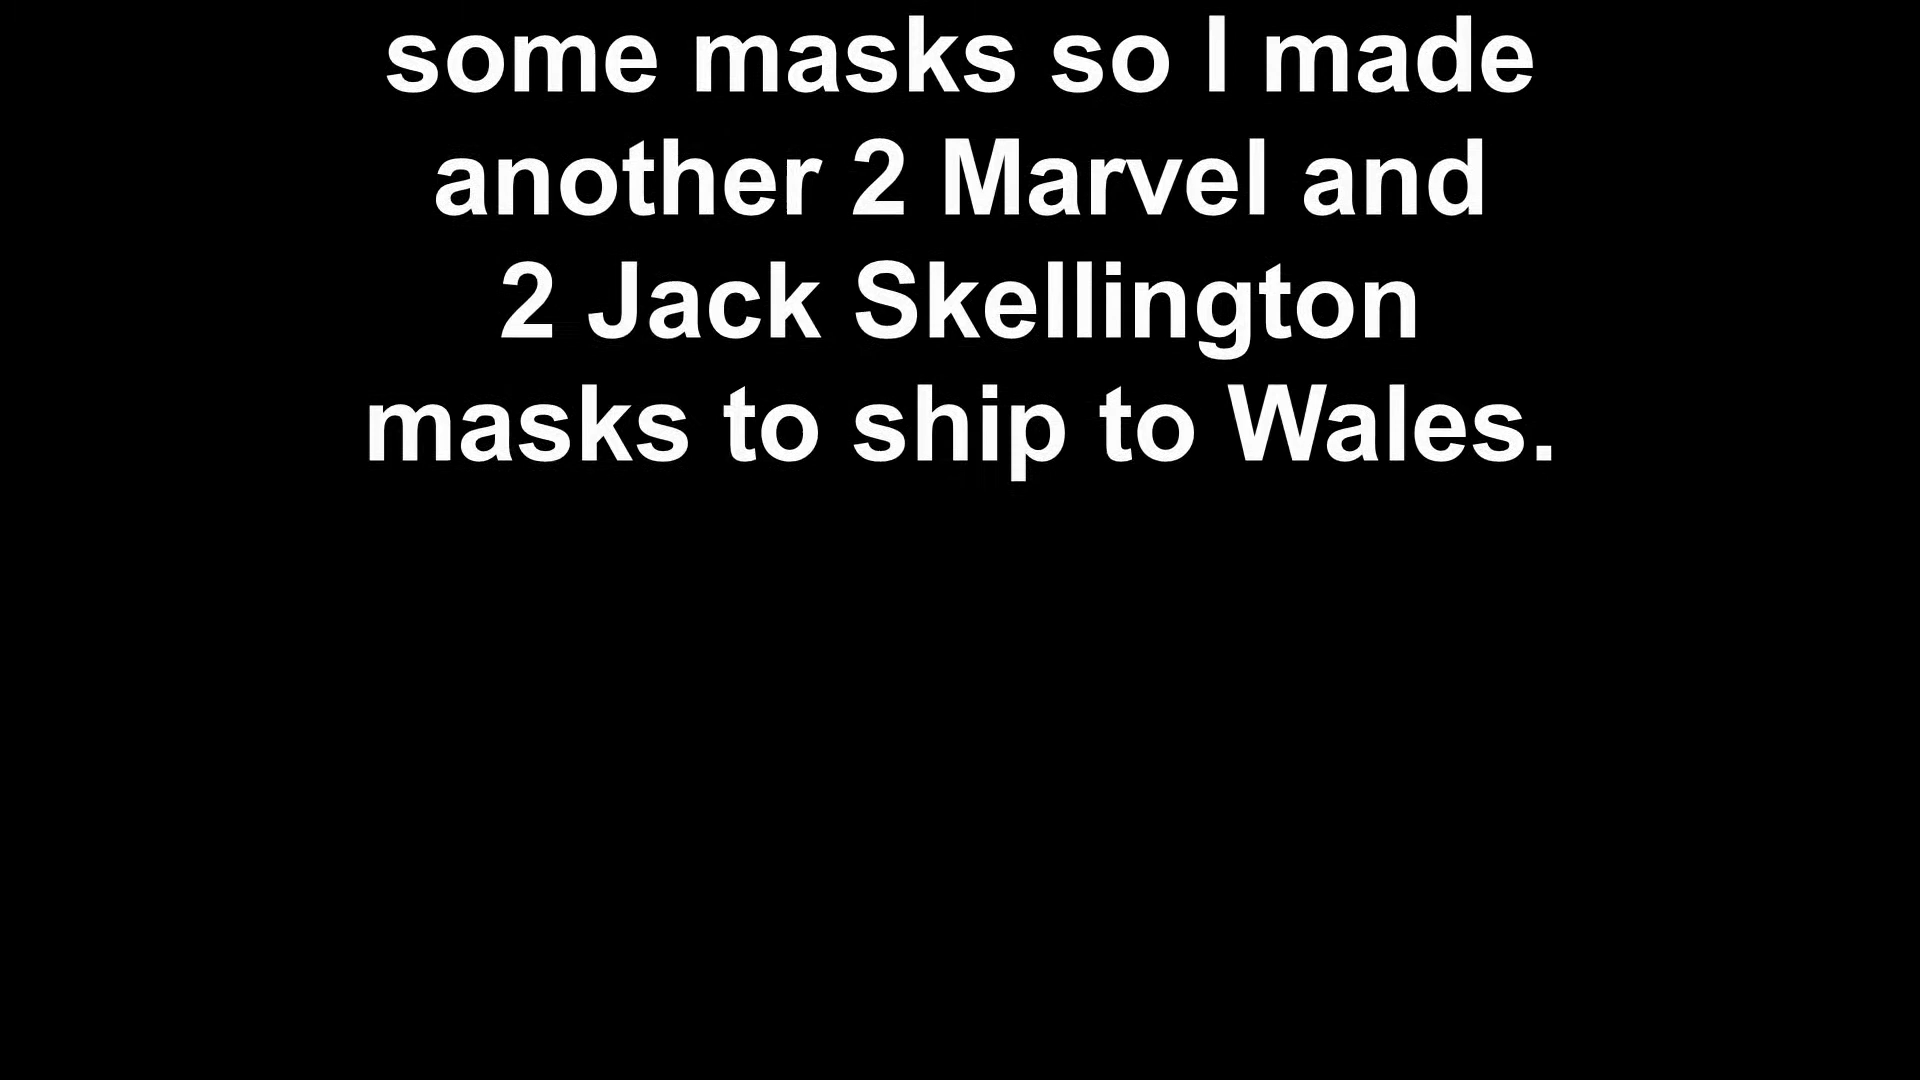 some masks so I made
another 2 Marvel and
2 Jack Skellington
masks to ship to Wales.